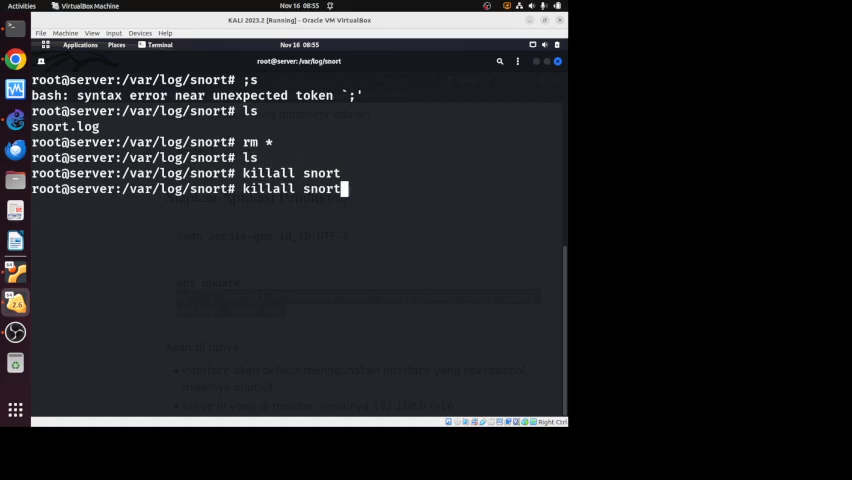 Activities VirtualBox Machine Nov 16 08:55
KALI 2023.2 [Running] - Oracle VM VirtualBox
File Machine View Input Devices Help
Applications Places Terminal Nov 16 08:55
root@server:/var/log/snort
root@server:/var/log/snort# ;s
bash: syntax error near unexpected token `;'
root@server:/var/log/snort# ls
snort.log
root@server:/var/log/snort# rm *
root@server:/var/log/snort# ls
root@server:/var/log/snort# killall snort
root@server:/var/log/snort# killall snort
sudo locale-gen id_ID.UTF-8
apt update
Akan di tanya
interface akan default menggunakan interface yang operasional,
misalnya enp0s3
range IP yang di monitor, misalnya 192.168.0.0/16
2.6
Right Ctrl